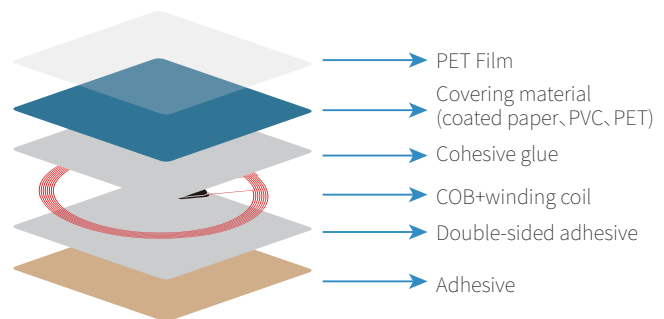 PET Film
Covering material
(coated paper、PVC、PET)
Cohesive glue
COB+winding coil
Double-sided adhesive
Adhesive